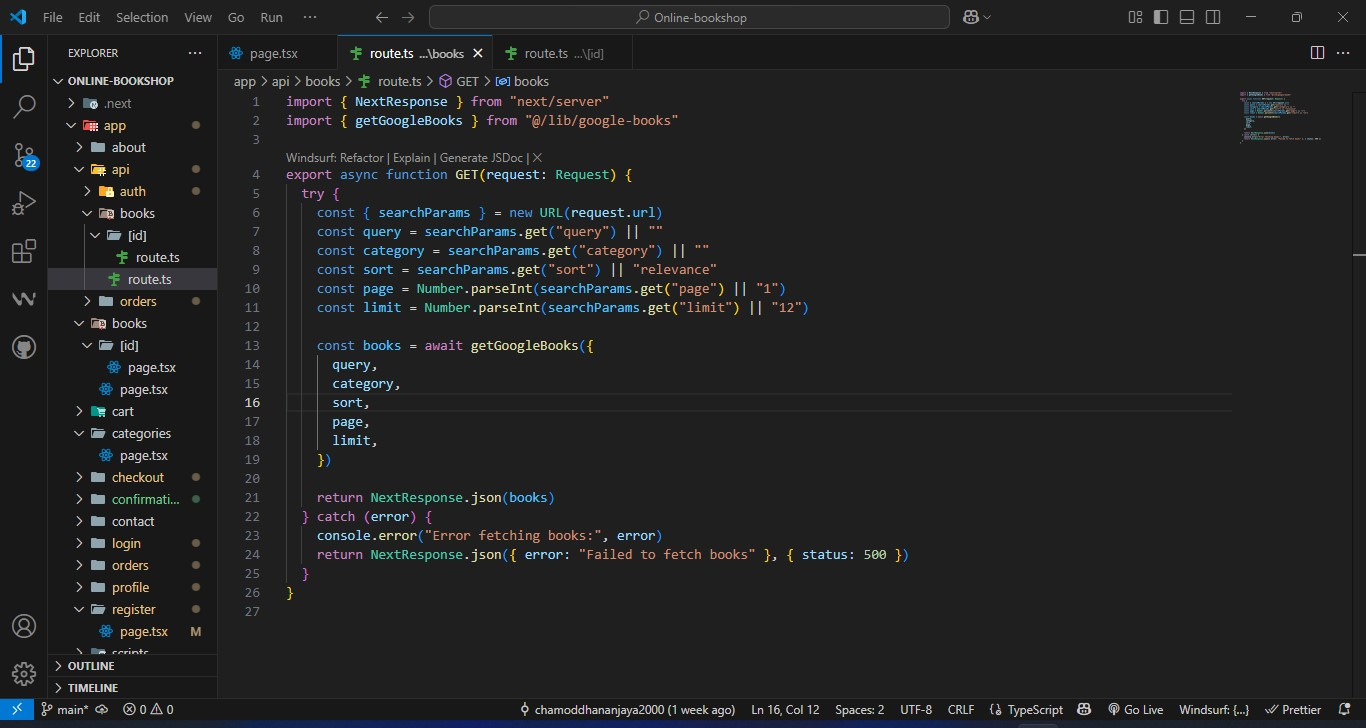 File Edit Selection View Go Run ··· Online-bookshop
EXPLORER ···
ONLINE-BOOKSHOP
.next
app
about
api
auth
books
[id]
route.ts
route.ts
orders
books
[id]
page.tsx
page.tsx
cart
categories
page.tsx
checkout
confirmati...
contact
login
orders
profile
register
page.tsx M
scripts
OUTLINE
TIMELINE
22
page.tsx route.ts ...\books route.ts ...\[id] ···
app > api > books > route.ts > GET > books
1 import { NextResponse } from "next/server"
2 import { getGoogleBooks } from "@/lib/google-books"
3
Windsurf: Refactor | Explain | Generate JSDoc | X
4 export async function GET(request: Request) {
5 try {
6 const { searchParams } = new URL(request.url)
7 const query = searchParams.get("query") || ""
8 const category = searchParams.get("category") || ""
9 const sort = searchParams.get("sort") || "relevance"
10 const page = Number.parseInt(searchParams.get("page") || "1")
11 const limit = Number.parseInt(searchParams.get("limit") || "12")
12
13 const books = await getGoogleBooks({
14 query,
15 category,
16 sort,
17 page,
18 limit,
19 })
20
21 return NextResponse.json(books)
22 } catch (error) {
23 console.error("Error fetching books:", error)
24 return NextResponse.json({ error: "Failed to fetch books" }, { status: 500 })
25 }
26 }
27
main* 0 0 chamoddhananjaya2000 (1 week ago) Ln 16, Col 12 Spaces: 2 UTF-8 CRLF {} TypeScript Go Live Windsurf: {...} Prettier